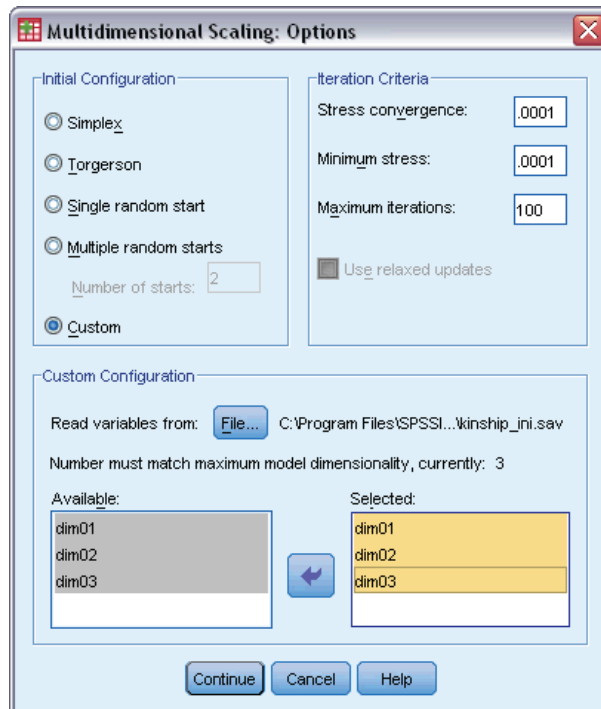 Multidimensional Scaling: Options
Initial Configuration
Simplex
Torgerson
Single random start
Multiple random starts
Number of starts: 2
Custom
Iteration Criteria
Stress convergence: .0001
Minimum stress: .0001
Maximum iterations: 100
Use relaxed updates
Custom Configuration
Read variables from: File... C:\Program Files\SPSSI...\kinship_ini.sav
Number must match maximum model dimensionality, currently: 3
Available:
dim01
dim02
dim03
Selected:
dim01
dim02
dim03
Continue Cancel Help